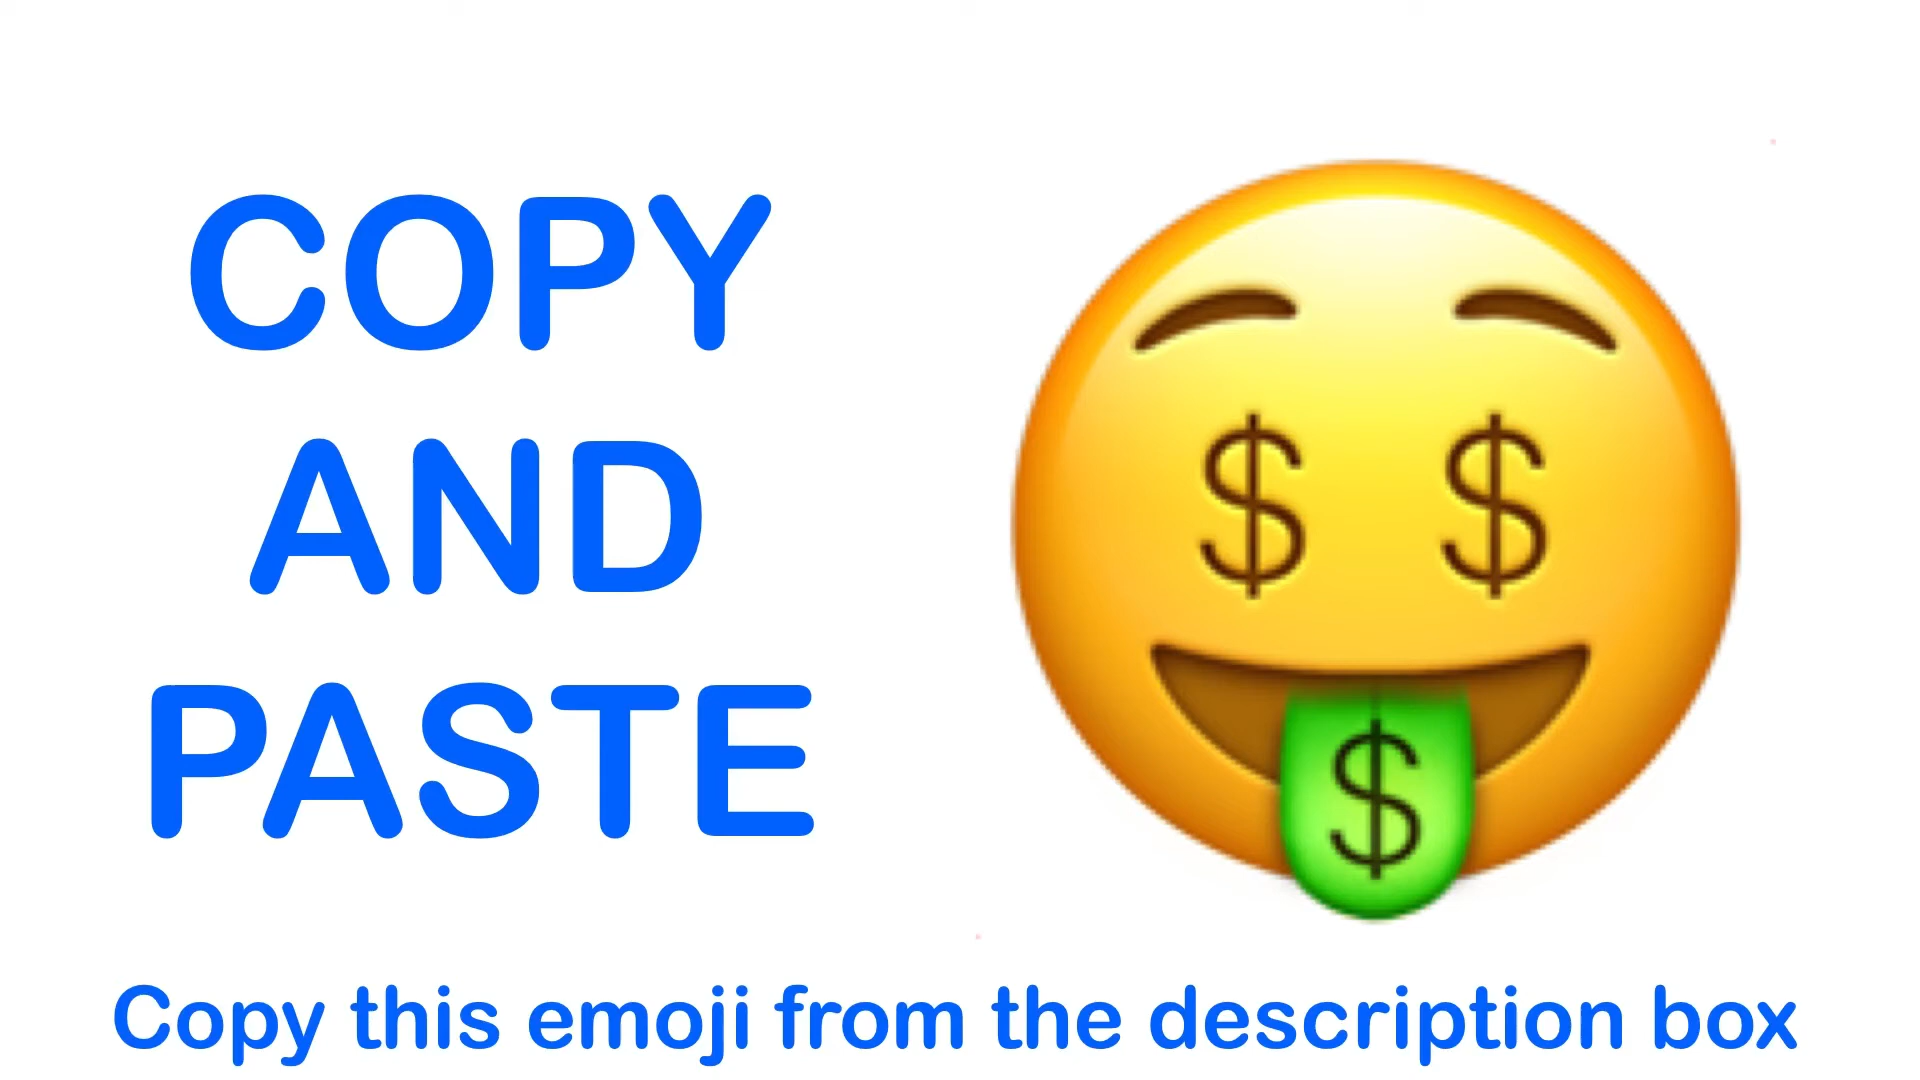 COPY
AND
PASTE
$ $
$
Copy this emoji from the description box